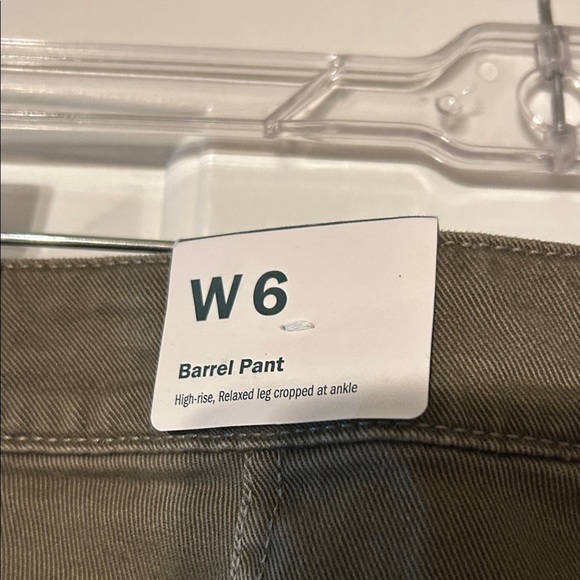 W 6
Barrel Pant
High-rise, Relaxed leg cropped at ankle